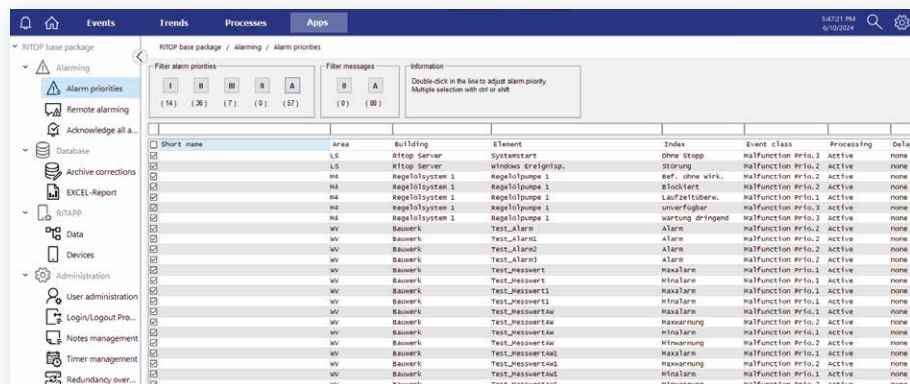 Events Trends Processes Apps 5:47:21 PM
6/10/2024
RITOP base package
RITOP base package / Alarming / Alarm priorities
Alarming
Alarm priorities
Remote alarming
Acknowledge all a...
Database
Archive corrections
EXCEL-Report
RITAPP
Data
Devices
Administration
User administration
Login/Logout Pro...
Notes management
Timer management
Redundancy over...
Filter alarm priorities Filter messages Information
I II III 0 A 0 A
(14) (36) (7) (0) (57) (0) (88)
Double-click in the line to adjust alarm priority.
Multiple selection with ctrl or shift
Short name Area Building Element Index Event class Processing Dela
LS Ritop Server Systemstart Ohne Stopp Malfunction Prio.3 Active none
LS Ritop Server Windows Ereignisp. Störung Malfunction Prio.2 Active none
M4 Regelölsystem 1 Regelölpumpe 1 Bef. ohne wirk. Malfunction Prio.2 Active none
M4 Regelölsystem 1 Regelölpumpe 1 Blockiert Malfunction Prio.2 Active none
M4 Regelölsystem 1 Regelölpumpe 1 Laufzeitüberw. Malfunction Prio.2 Active none
M4 Regelölsystem 1 Regelölpumpe 1 unverfügbar Malfunction Prio.3 Active none
M4 Regelölsystem 1 Regelölpumpe 1 Wartung dringend Malfunction Prio.3 Active none
WV Bauwerk Test_Alarm Alarm Malfunction Prio.2 Active none
WV Bauwerk Test_Alarm1 Alarm Malfunction Prio.2 Active none
WV Bauwerk Test_Alarm2 Alarm Malfunction Prio.2 Active none
WV Bauwerk Test_Alarm3 Alarm Malfunction Prio.2 Active none
WV Bauwerk Test_Messwert Maxalarm Malfunction Prio.1 Active none
WV Bauwerk Test_Messwert Minalarm Malfunction Prio.1 Active none
WV Bauwerk Test_Messwert1 Maxalarm Malfunction Prio.1 Active none
WV Bauwerk Test_Messwert1 Minalarm Malfunction Prio.1 Active none
WV Bauwerk Test_MesswertAW Maxalarm Malfunction Prio.1 Active none
WV Bauwerk Test_MesswertAW Maxwarnung Malfunction Prio.2 Active none
WV Bauwerk Test_MesswertAW Minalarm Malfunction Prio.1 Active none
WV Bauwerk Test_MesswertAW Minwarnung Malfunction Prio.2 Active none
WV Bauwerk Test_MesswertAW1 Maxalarm Malfunction Prio.1 Active none
WV Bauwerk Test_MesswertAW1 Maxwarnung Malfunction Prio.2 Active none
WV Bauwerk Test_MesswertAW1 Minalarm Malfunction Prio.1 Active none